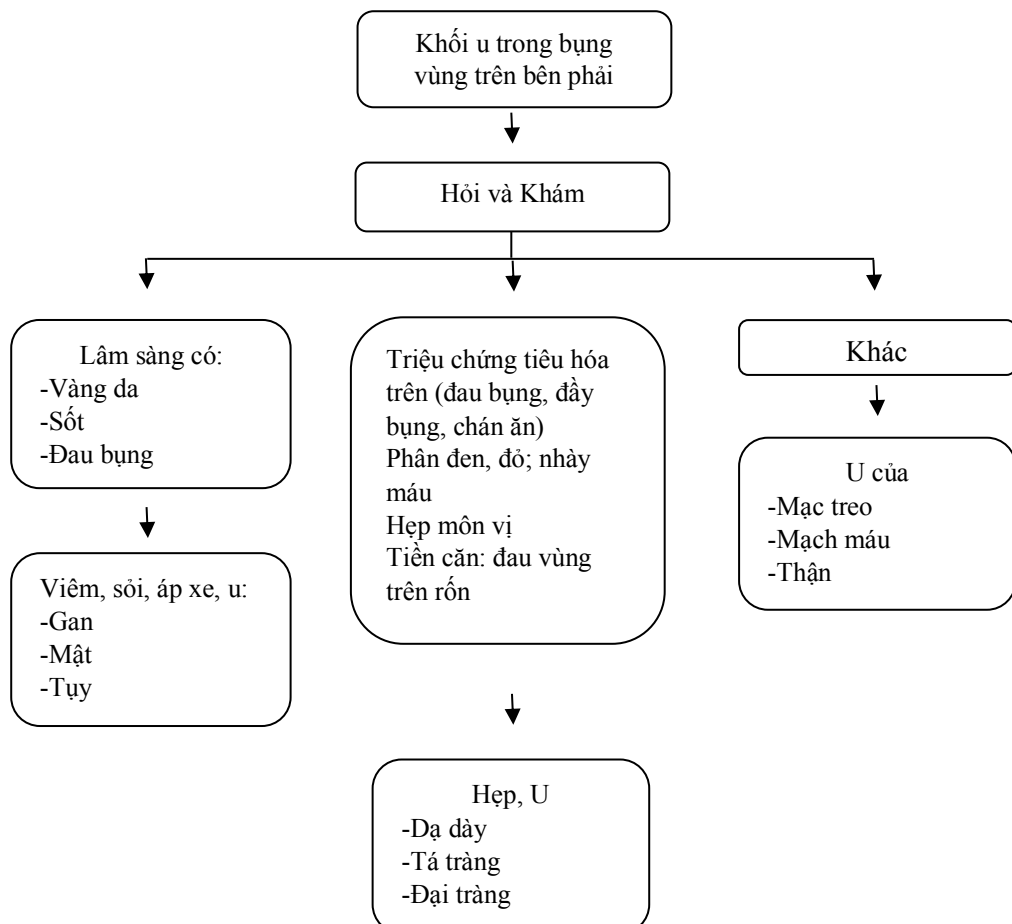 Khối u trong bụng
vùng trên bên phải
Hỏi và Khám
Lâm sàng có:
-Vàng da
-Sốt
-Đau bụng
Viêm, sỏi, áp xe, u:
-Gan
-Mật
-Tụy
Triệu chứng tiêu hóa
trên (đau bụng, đầy
bụng, chán ăn)
Phân đen, đỏ; nhày
máu
Hẹp môn vị
Tiền căn: đau vùng
trên rốn
Hẹp, U
-Dạ dày
-Tá tràng
-Đại tràng
Khác
U của
-Mạc treo
-Mạch máu
-Thận